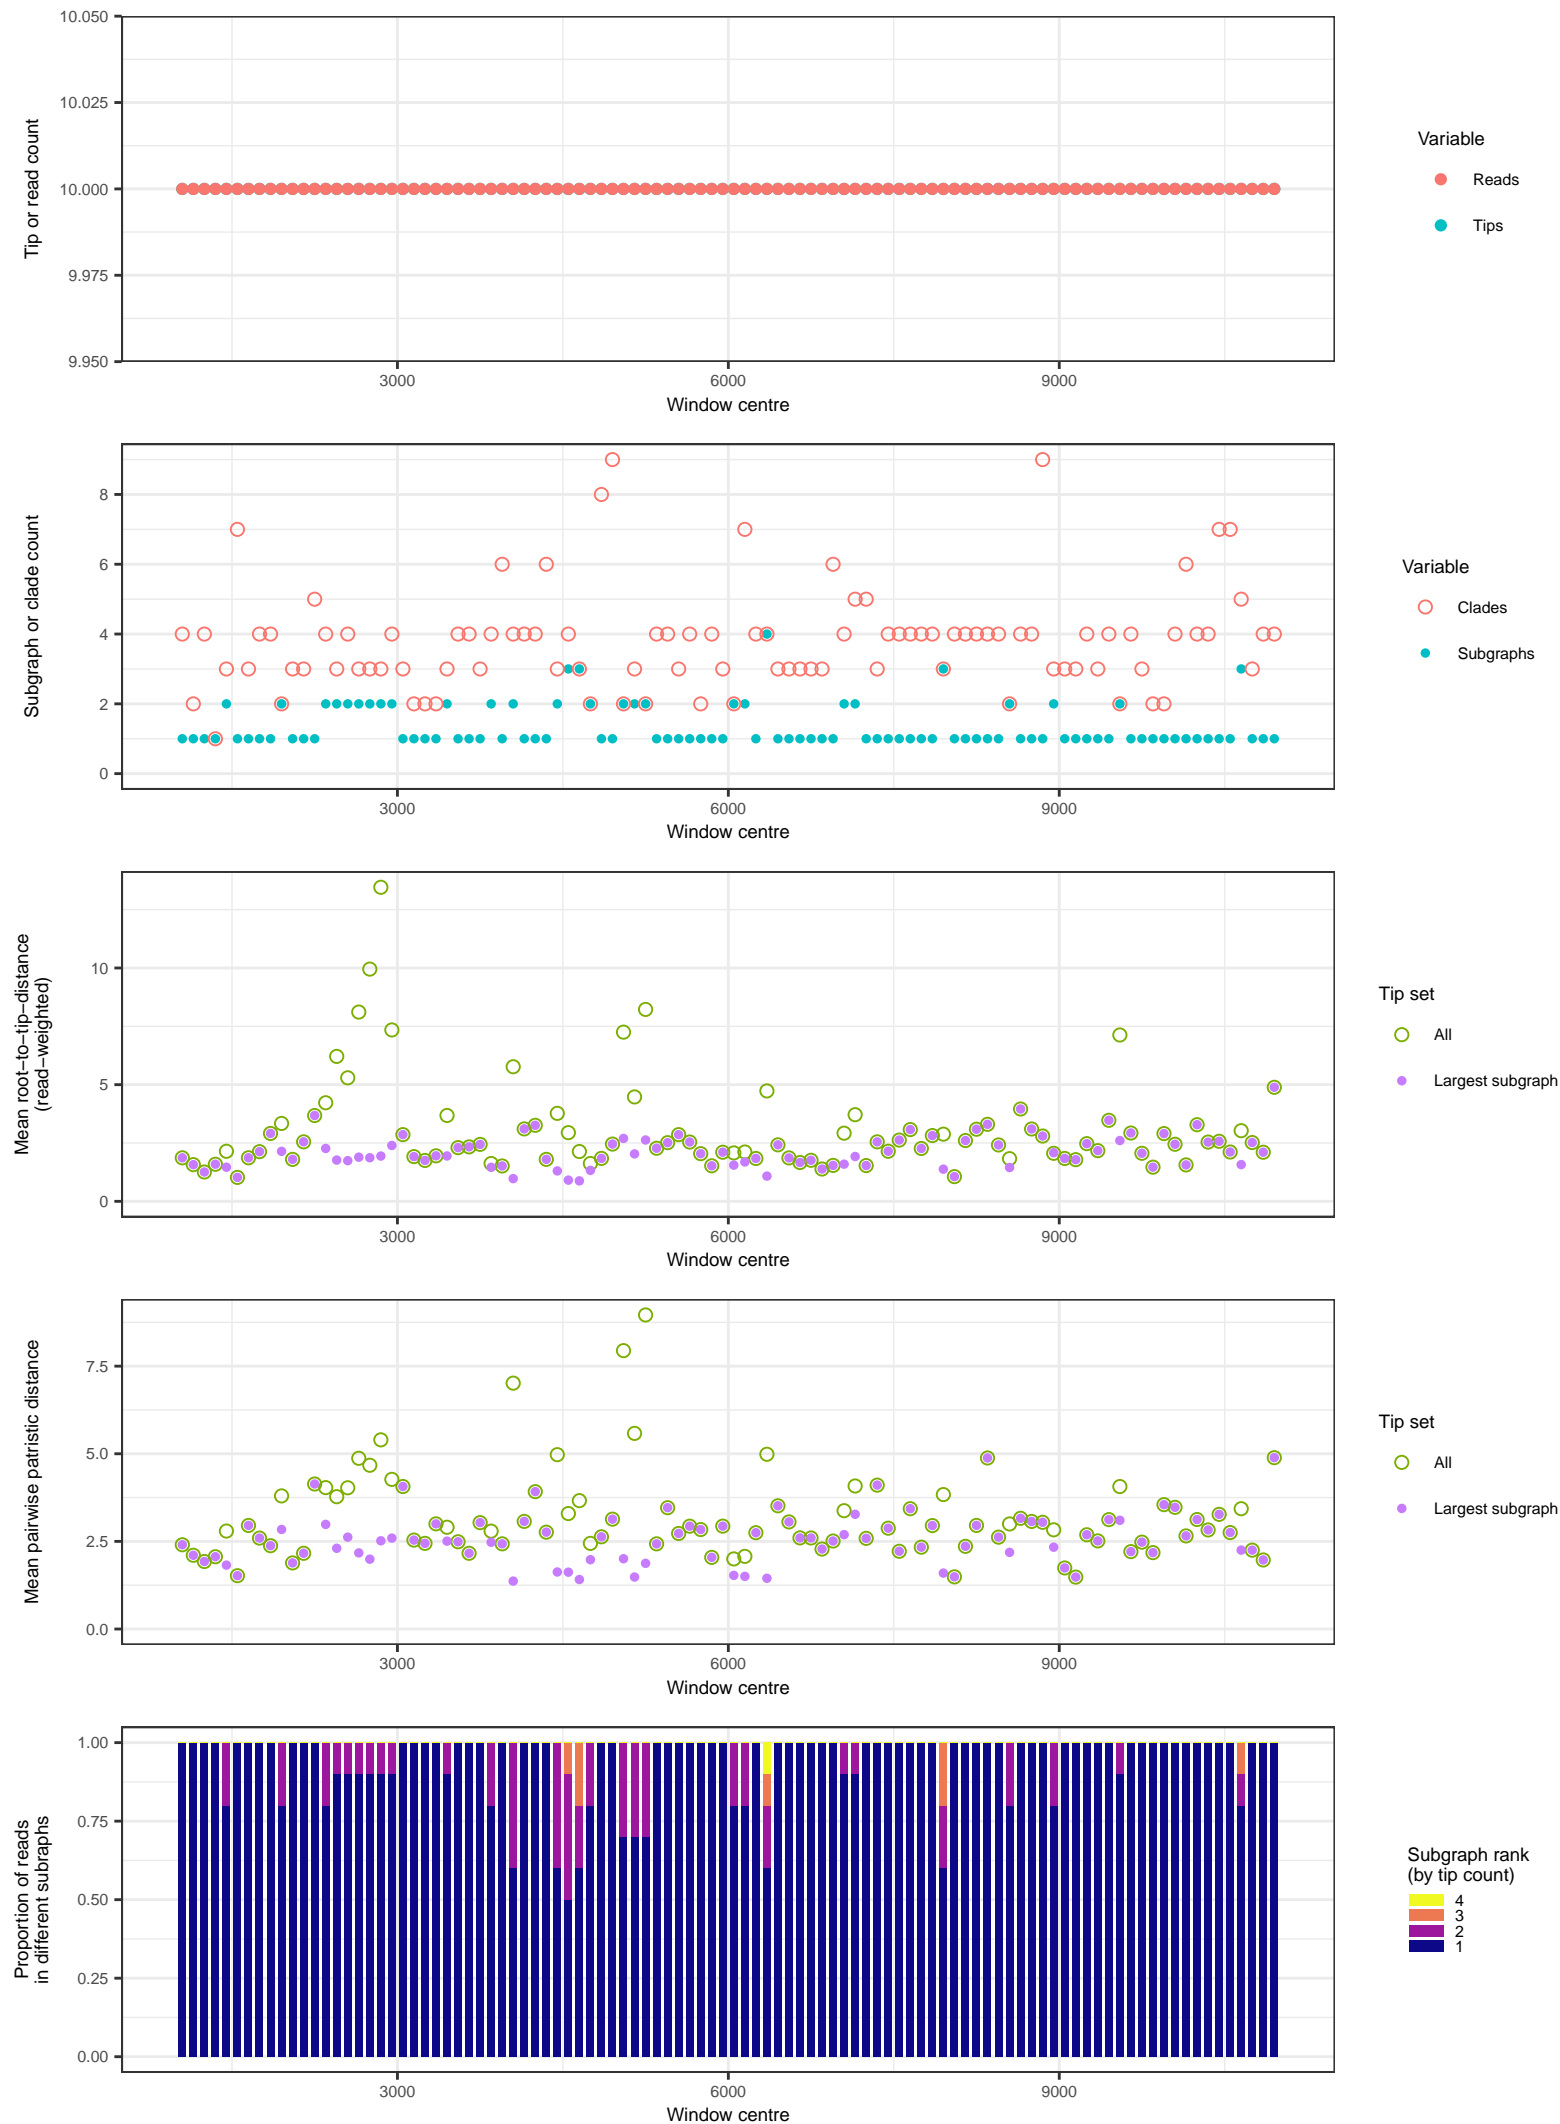 10.050
10.025
10.000
9.975
9.950
Tip or read count
3000
6000
9000
Window centre
Variable
Reads
Tips
8
6
4
2
0
Subgraph or clade count
3000
6000
9000
Window centre
Variable
Clades
Subgraphs
10
5
0
Mean root−to−tip−distance
(read−weighted)
3000
6000
9000
Window centre
Tip set
All
Largest subgraph
7.5
5.0
2.5
0.0
Mean pairwise patristic distance
3000
6000
9000
Window centre
Tip set
All
Largest subgraph
1.00
0.75
0.50
0.25
0.00
Proportion of reads
in different subraphs
3000
6000
9000
Window centre
Subgraph rank
(by tip count)
4
3
2
1